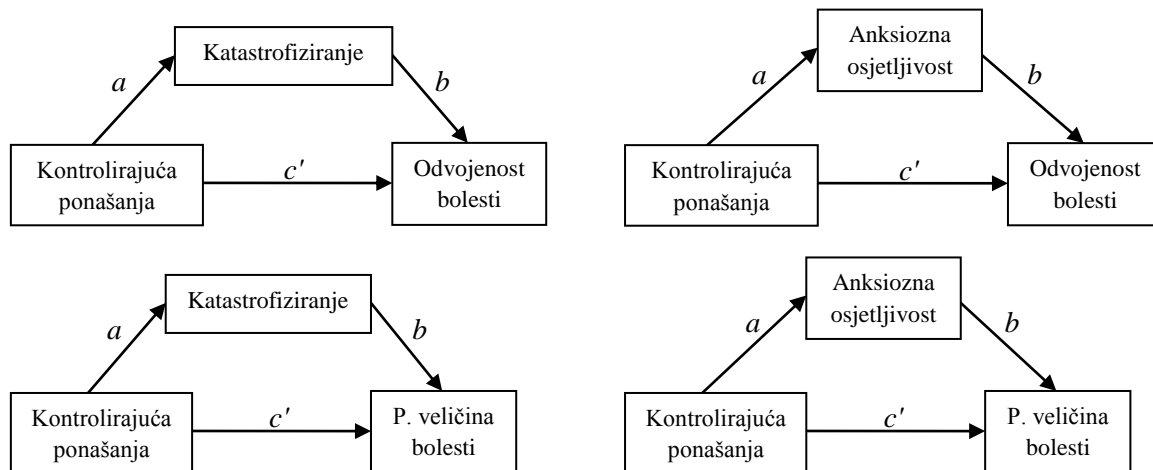 Katastrofiziranje
a
b
Kontrolirajuća
ponašanja
c'
Odvojenost
bolesti
Anksiozna
osjetljivost
a
b
Kontrolirajuća
ponašanja
c'
Odvojenost
bolesti
Katastrofiziranje
a
b
Kontrolirajuća
ponašanja
c'
P. veličina
bolesti
Anksiozna
osjetljivost
a
b
Kontrolirajuća
ponašanja
c'
P. veličina
bolesti